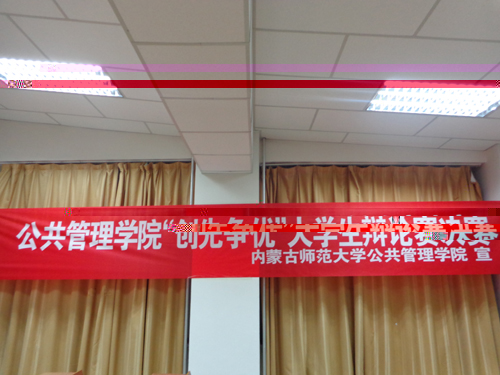 公共管理学院“创先争优”大学生辩论赛决赛
内蒙古师范大学公共管理学院 宣